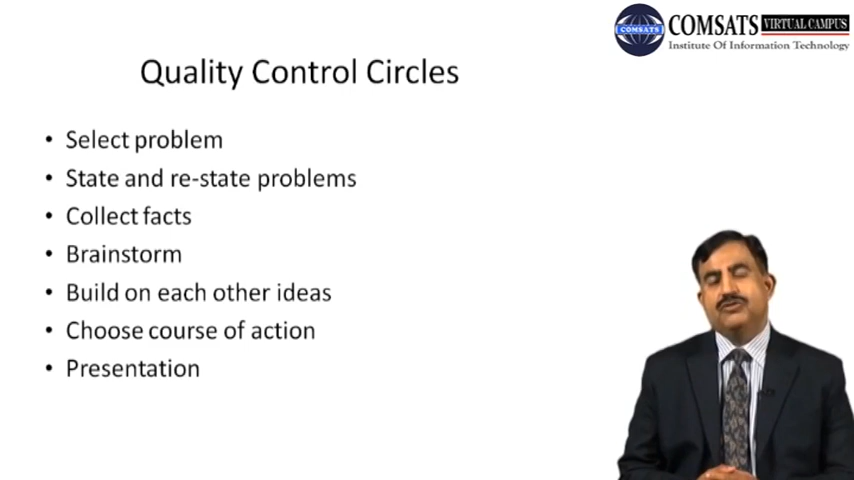 COMSATS VIRTUAL CAMPUS
COMSATS
Institute Of Information Technology
Quality Control Circles
• Select problem
• State and re-state problems
• Collect facts
• Brainstorm
• Build on each other ideas
• Choose course of action
• Presentation